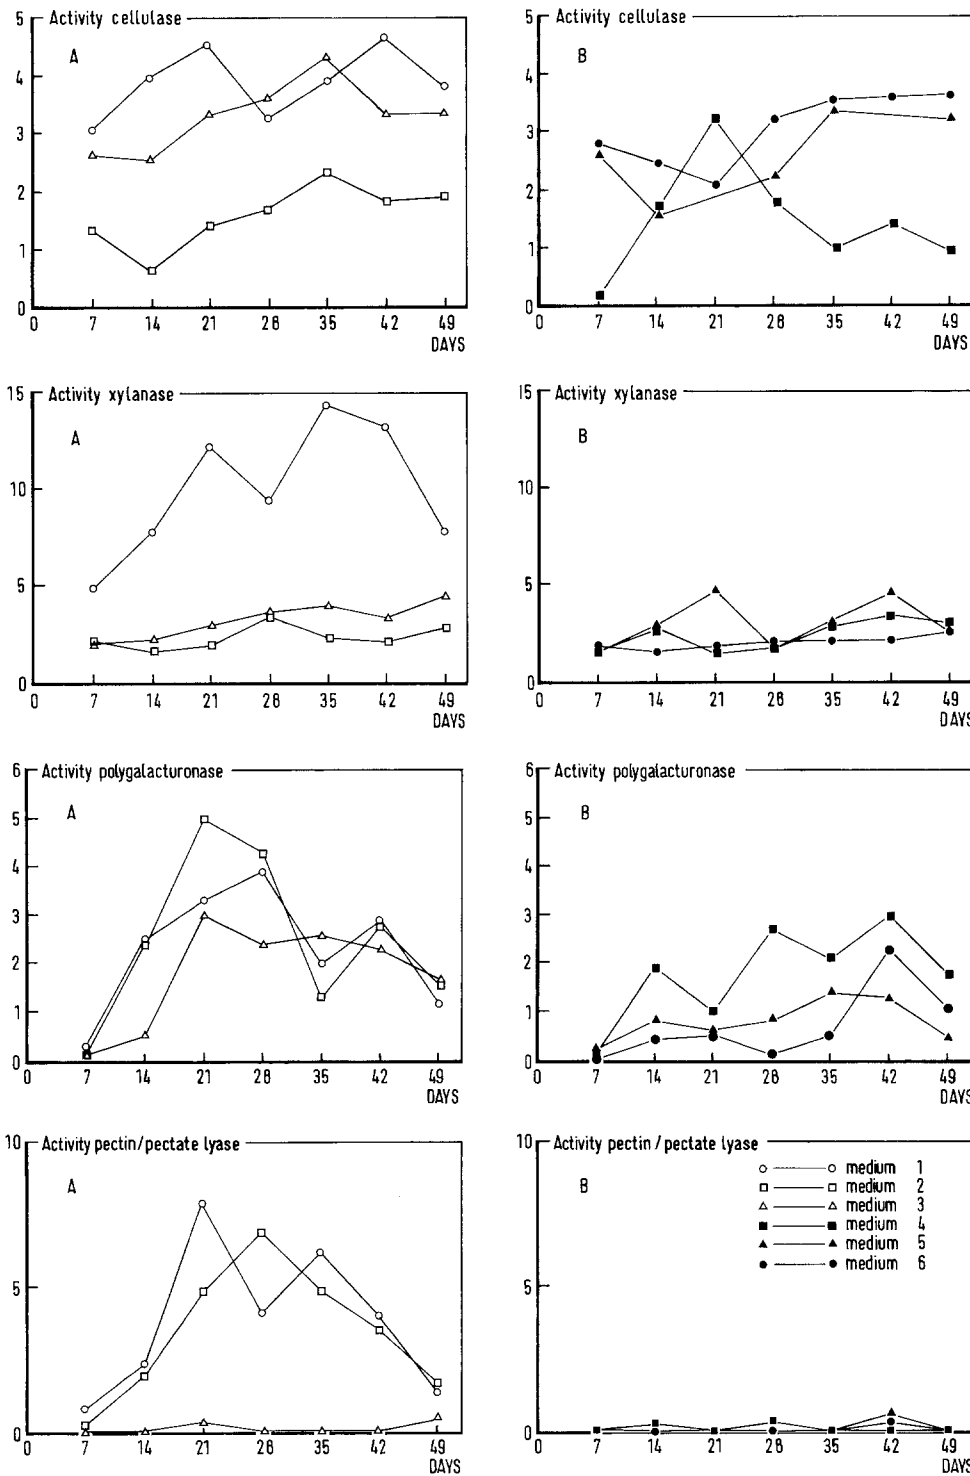 Activity cellulase
A
5
4
3
2
1
0
0 7 14 21 28 35 42 49
DAYS
Activity cellulase
B
5
4
3
2
1
0
0 7 14 21 28 35 42 49
DAYS
Activity xylanase
A
15
10
5
0
0 7 14 21 28 35 42 49
DAYS
Activity xylanase
B
15
10
5
0
0 7 14 21 28 35 42 49
DAYS
Activity polygalacturonase
A
6
5
4
3
2
1
0
0 7 14 21 28 35 42 49
DAYS
Activity polygalacturonase
B
6
5
4
3
2
1
0
0 7 14 21 28 35 42 49
DAYS
Activity pectin/pectate lyase
A
10
5
0
0 7 14 21 28 35 42 49
DAYS
Activity pectin/pectate lyase
B
10
5
0
medium 1
medium 2
medium 3
medium 4
medium 5
medium 6
0 7 14 21 28 35 42 49
DAYS